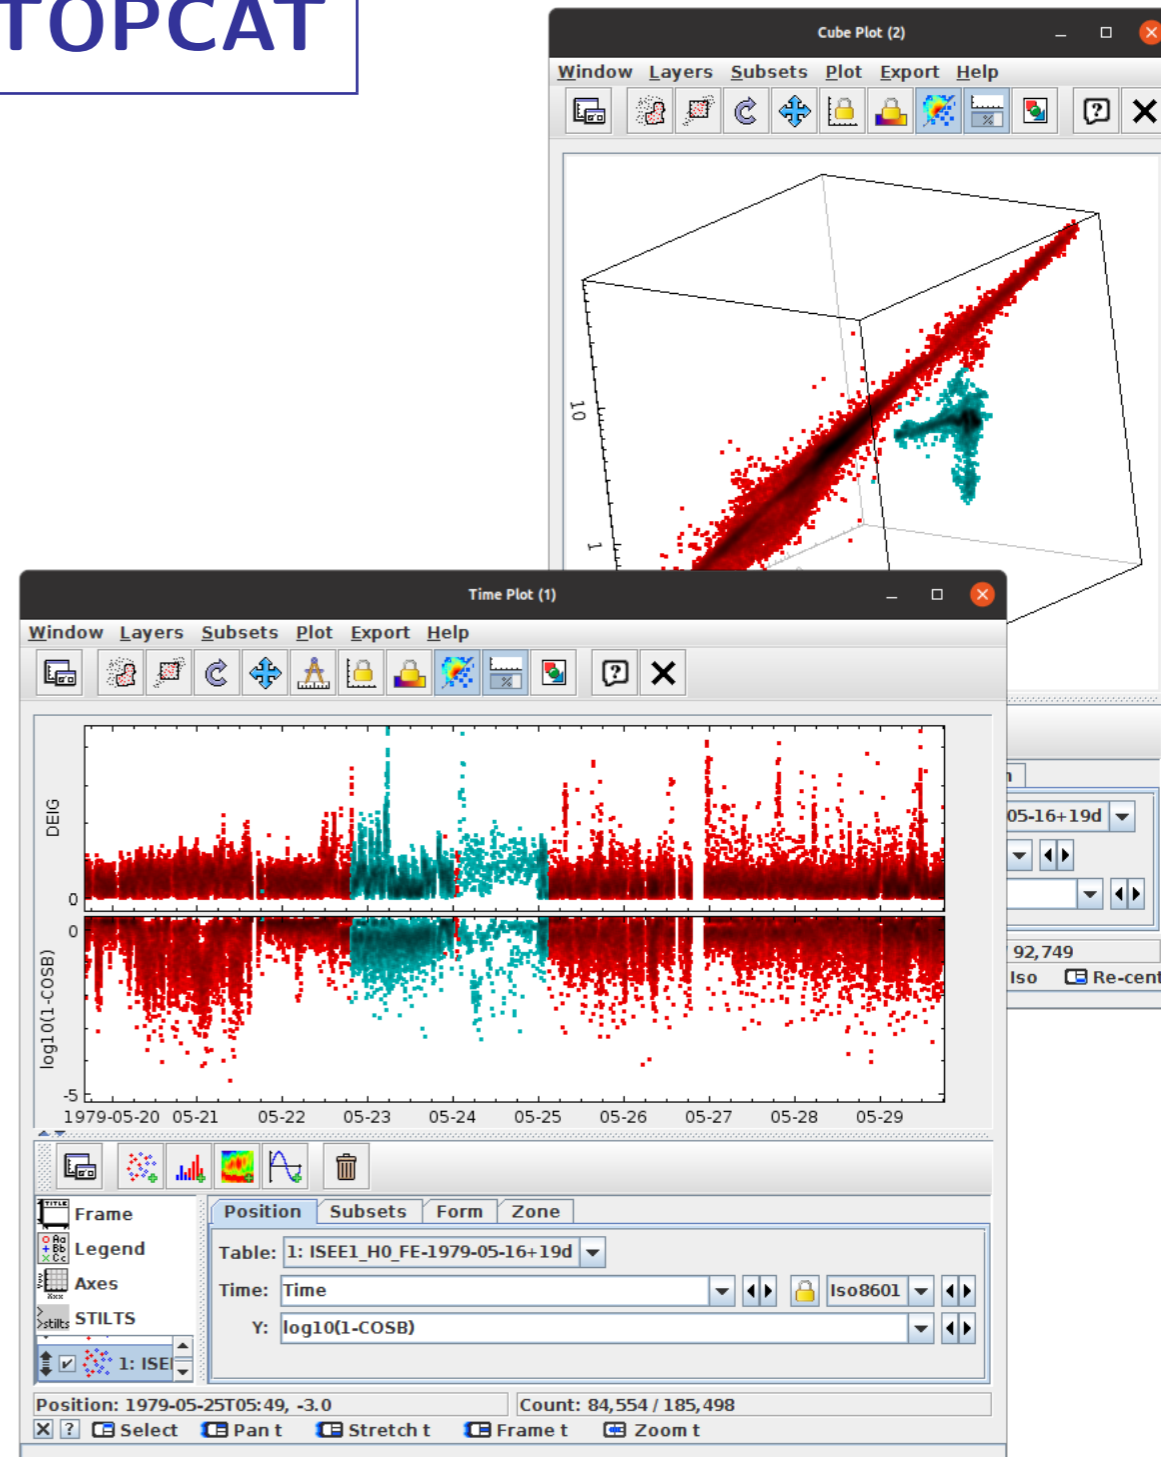 TOPCAT
Cube Plot (2)
Window Layers Subsets Plot Export Help
10
1
Time Plot (1)
Window Layers Subsets Plot Export Help
DEIG
0
log10(1-COSB)
0
-5
1979-05-20 05-21 05-22 05-23 05-24 05-25 05-26 05-27 05-28 05-29
05-16+19d
92,749
Iso Re-cent
Frame
Legend
Axes
STILTS
1: ISE
Position Subsets Form Zone
Table: 1: ISEE1_H0_FE-1979-05-16+19d
Time: Time Iso8601
Y: log10(1-COSB)
Position: 1979-05-25T05:49, -3.0 Count: 84,554 / 185,498
Select Pan t Stretch t Frame t Zoom t